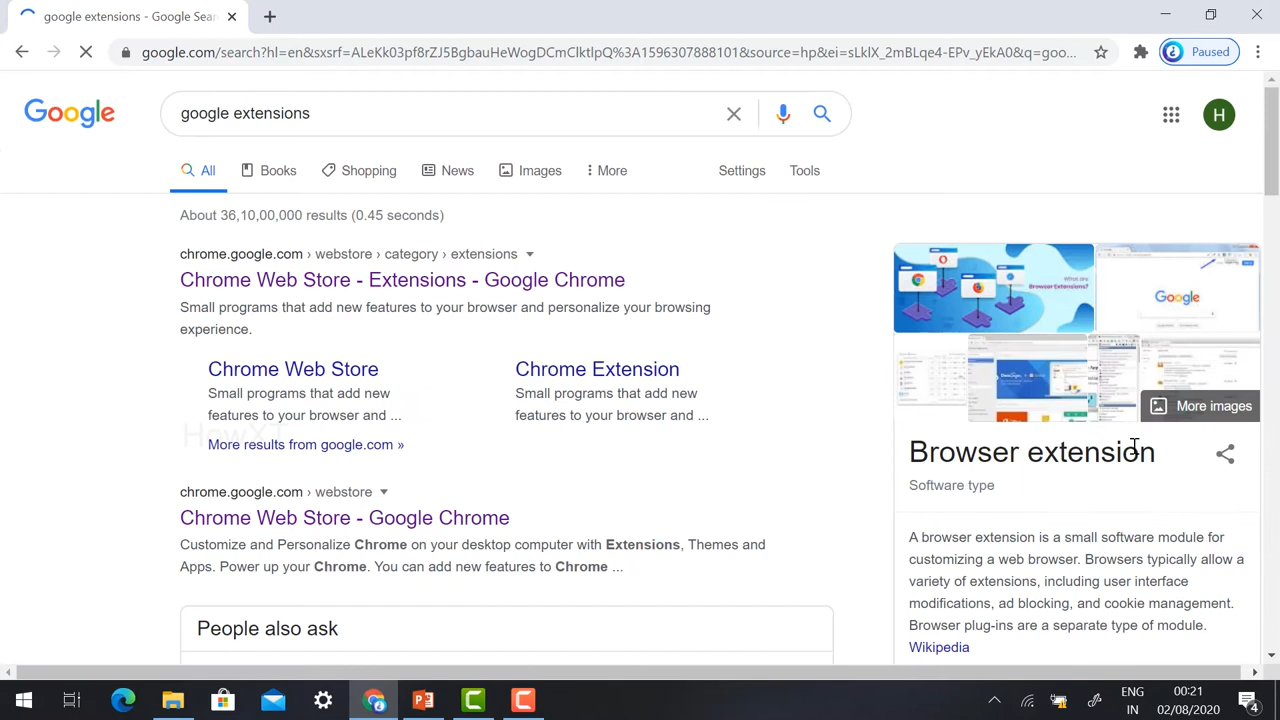 google extensions - Google Sear
google.com/search?hl=en&sxsrf=ALeKk03pf8rZJ5BgbauHeWogDCmClktlpQ%3A1596307888101&source=hp&ei=sLklX_2mBLqe4-EPv_yEkA0&q=goo...
Paused
Google
google extensions
H
All
Books
Shopping
News
Images
More
Settings
Tools
About 36,10,00,000 results (0.45 seconds)
chrome.google.com › webstore › category › extensions
Chrome Web Store - Extensions - Google Chrome
Small programs that add new features to your browser and personalize your browsing
experience.
Chrome Web Store
Small programs that add new
features to your browser and ...
Chrome Extension
Small programs that add new
features to your browser and ...
More results from google.com »
chrome.google.com › webstore
Chrome Web Store - Google Chrome
Customize and Personalize Chrome on your desktop computer with Extensions, Themes and
Apps. Power up your Chrome. You can add new features to Chrome ...
People also ask
Google
More images
Browser extension
Software type
A browser extension is a small software module for
customizing a web browser. Browsers typically allow a
variety of extensions, including user interface
modifications, ad blocking, and cookie management.
Browser plug-ins are a separate type of module.
Wikipedia
ENG
IN
00:21
02/08/2020
4